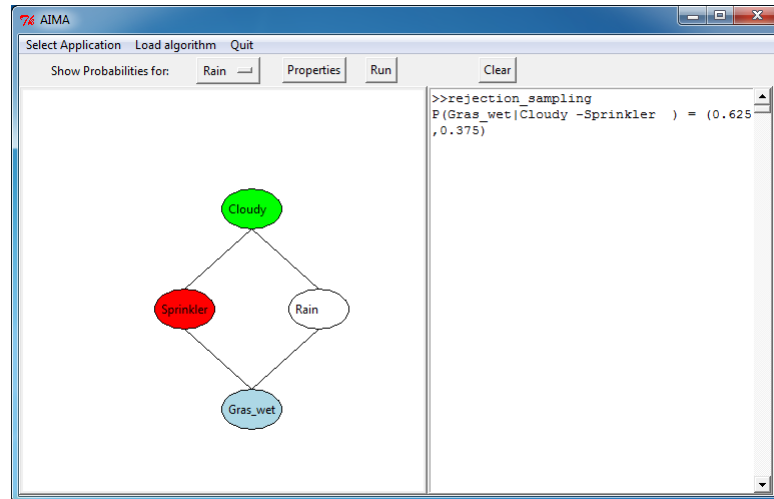 AIMA
Select Application Load algorithm Quit
Show Probabilities for: Rain Properties Run Clear
>>rejection_sampling
P(Gras_wet|Cloudy -Sprinkler ) = (0.625
,0.375)
Cloudy
Sprinkler Rain
Gras_wet